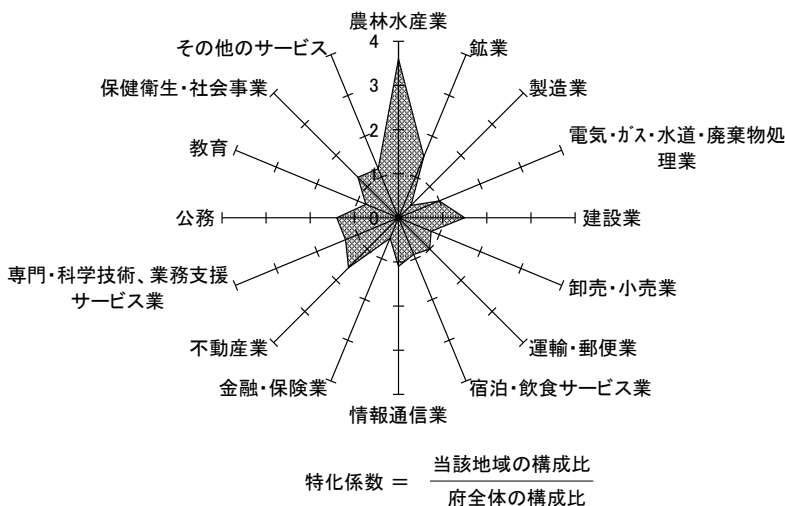 農林水産業
4
その他のサービス
鉱業
3
保健衛生・社会事業
製造業
2
教育
電気・ガス・水道・廃棄物処
理業
1
公務
0
建設業
専門・科学技術、業務支援
サービス業
卸売・小売業
不動産業
運輸・郵便業
金融・保険業
宿泊・飲食サービス業
情報通信業
特化係数 = 当該地域の構成比
府全体の構成比